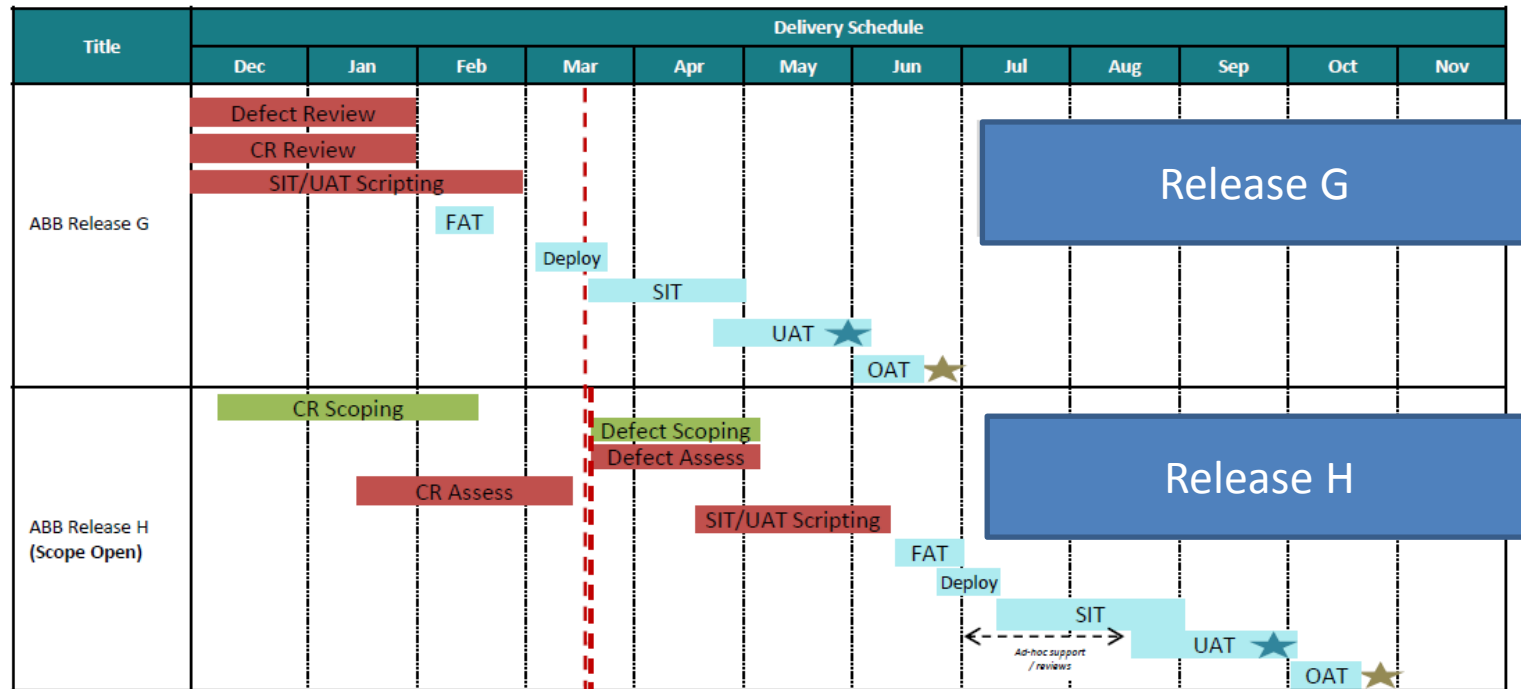 Title
Delivery Schedule
Dec Jan Feb Mar Apr May Jun Jul Aug Sep Oct Nov
ABB Release G
Defect Review
CR Review
SIT/UAT Scripting
FAT
Deploy
SIT
UAT
OAT
Release G
ABB Release H
(Scope Open)
CR Scoping
Defect Scoping
Defect Assess
CR Assess
SIT/UAT Scripting
FAT
Deploy
SIT
Ad-hoc support
/ reviews
UAT
OAT
Release H